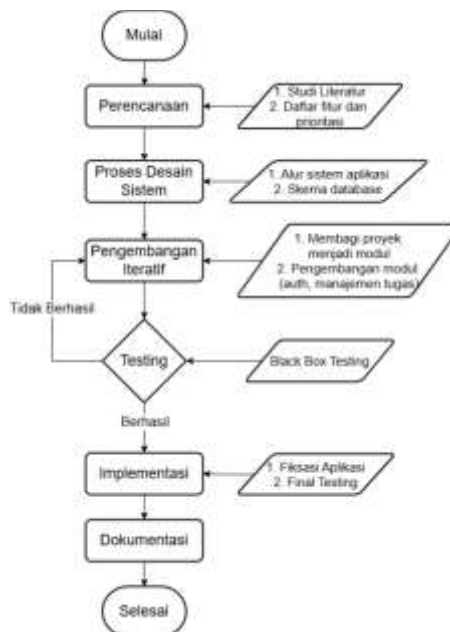 Mulai
Perencanaan
1. Studi Literatur
2. Daftar fitur dan
prioritasi
Proses Desain
Sistem
1. Alur sistem aplikasi
2. Skema database
Pengembangan
Iteratif
1. Membagi proyek
menjadi modul
2. Pengembangan modul
(auth, manajemen tugas)
Tidak Berhasil
Testing
Black Box Testing
Berhasil
Implementasi
1. Fiksasi Aplikasi
2. Final Testing
Dokumentasi
Selesai